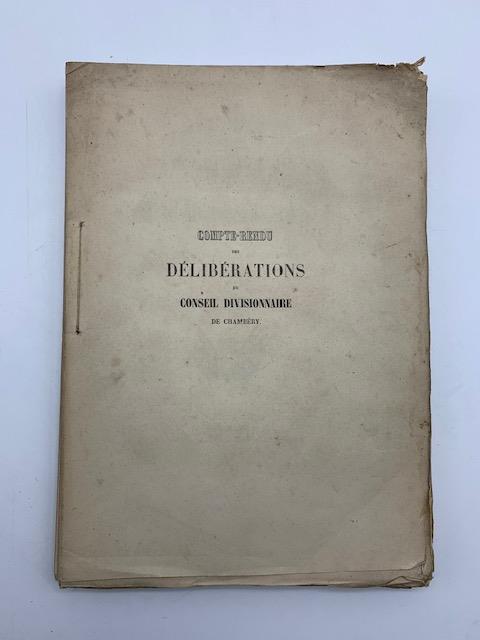 COMPTE-RENDU
DES
DÉLIBÉRATIONS
DU
CONSEIL DIVISIONNAIRE
DE CHAMBÉRY.